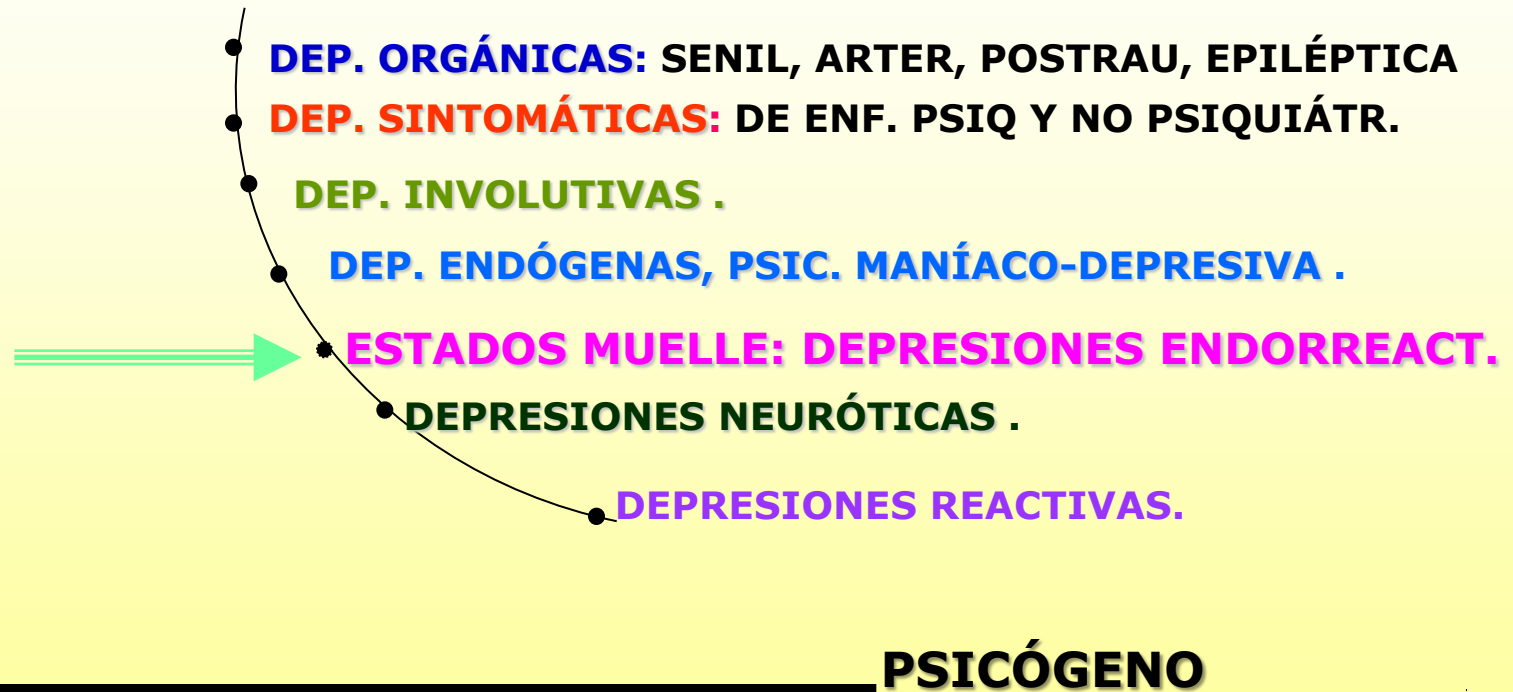 DEP. ORGÁNICAS: SENIL, ARTER, POSTRAU, EPILÉPTICA
DEP. SINTOMÁTICAS: DE ENF. PSIQ Y NO PSIQUIÁTR.
DEP. INVOLUTIVAS .
DEP. ENDÓGENAS, PSIC. MANÍACO-DEPRESIVA .
ESTADOS MUELLE: DEPRESIONES ENDORREACT.
DEPRESIONES NEURÓTICAS .
DEPRESIONES REACTIVAS.
PSICÓGENO